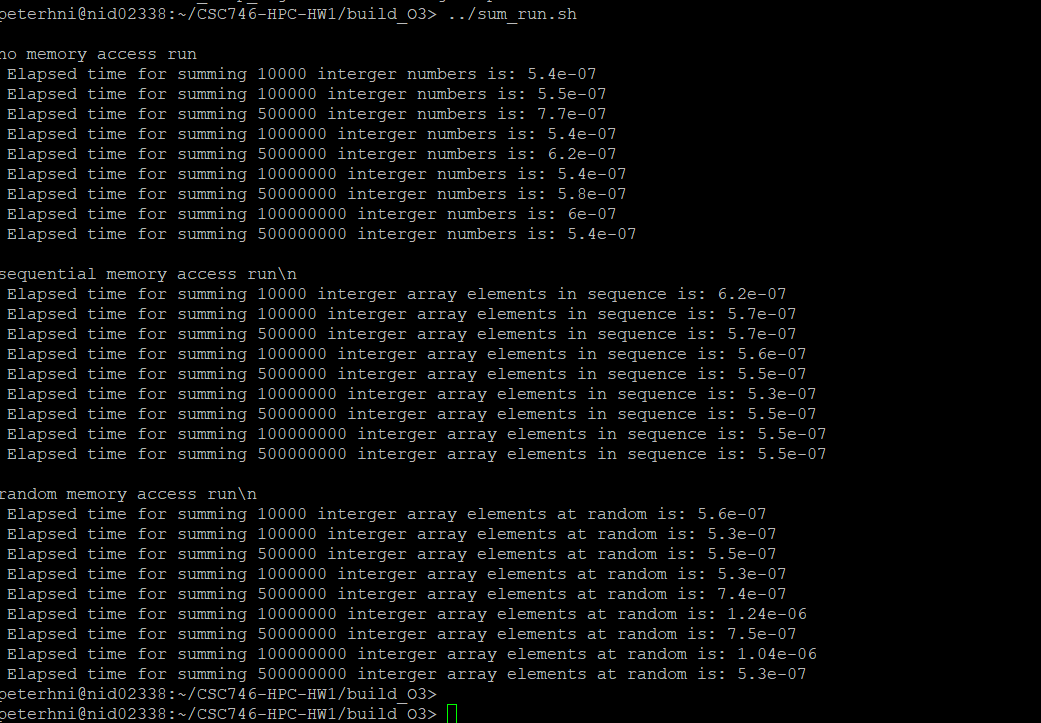 peterhni@nid02338:~/CSC746-HPC-HW1/build_O3> ../sum_run.sh
no memory access run
Elapsed time for summing 10000 interger numbers is: 5.4e-07
Elapsed time for summing 100000 interger numbers is: 5.5e-07
Elapsed time for summing 500000 interger numbers is: 7.7e-07
Elapsed time for summing 1000000 interger numbers is: 5.4e-07
Elapsed time for summing 5000000 interger numbers is: 6.2e-07
Elapsed time for summing 10000000 interger numbers is: 5.4e-07
Elapsed time for summing 50000000 interger numbers is: 5.8e-07
Elapsed time for summing 100000000 interger numbers is: 6e-07
Elapsed time for summing 500000000 interger numbers is: 5.4e-07
sequential memory access run\n
Elapsed time for summing 10000 interger array elements in sequence is: 6.2e-07
Elapsed time for summing 100000 interger array elements in sequence is: 5.7e-07
Elapsed time for summing 500000 interger array elements in sequence is: 5.7e-07
Elapsed time for summing 1000000 interger array elements in sequence is: 5.6e-07
Elapsed time for summing 5000000 interger array elements in sequence is: 5.5e-07
Elapsed time for summing 10000000 interger array elements in sequence is: 5.3e-07
Elapsed time for summing 50000000 interger array elements in sequence is: 5.5e-07
Elapsed time for summing 100000000 interger array elements in sequence is: 5.5e-07
Elapsed time for summing 500000000 interger array elements in sequence is: 5.5e-07
random memory access run\n
Elapsed time for summing 10000 interger array elements at random is: 5.6e-07
Elapsed time for summing 100000 interger array elements at random is: 5.3e-07
Elapsed time for summing 500000 interger array elements at random is: 5.5e-07
Elapsed time for summing 1000000 interger array elements at random is: 5.3e-07
Elapsed time for summing 5000000 interger array elements at random is: 7.4e-07
Elapsed time for summing 10000000 interger array elements at random is: 1.24e-06
Elapsed time for summing 50000000 interger array elements at random is: 7.5e-07
Elapsed time for summing 100000000 interger array elements at random is: 1.04e-06
Elapsed time for summing 500000000 interger array elements at random is: 5.3e-07
peterhni@nid02338:~/CSC746-HPC-HW1/build_O3>
peterhni@nid02338:~/CSC746-HPC-HW1/build_O3>